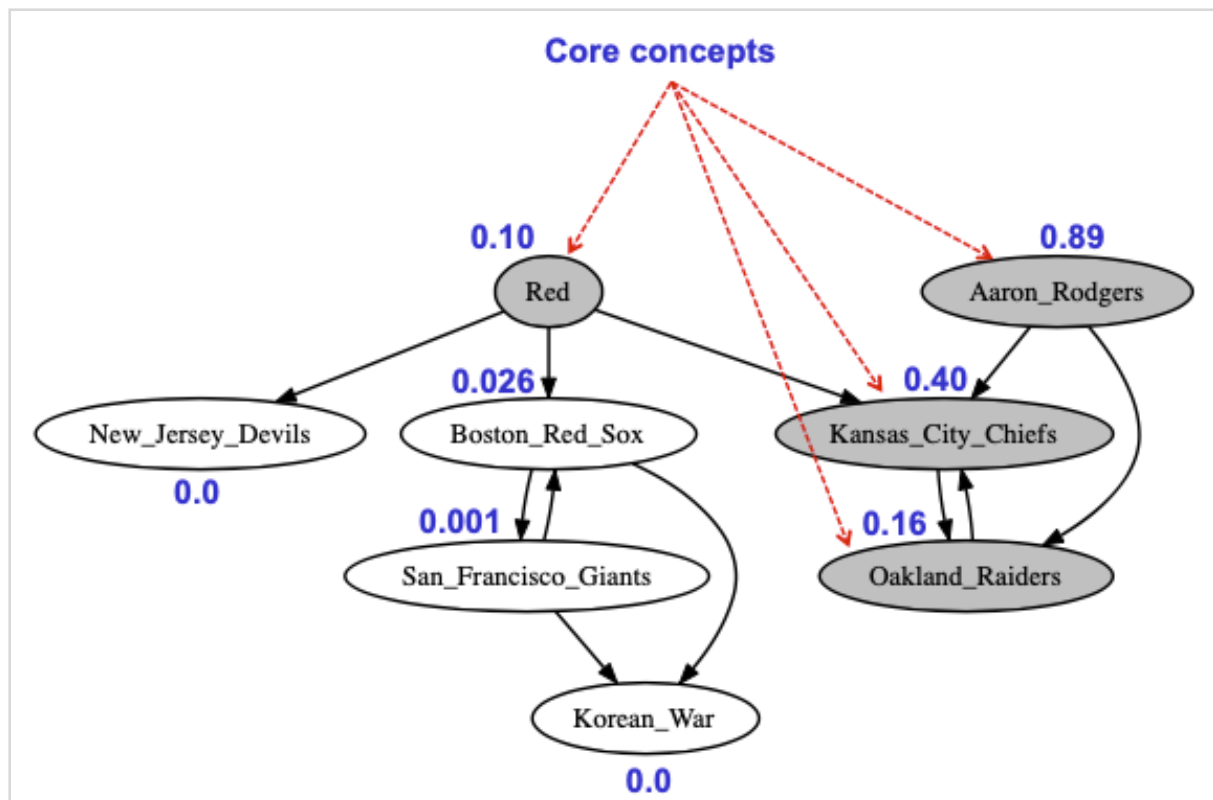 Core concepts
0.10
0.89
Red
Aaron_Rodgers
0.026
0.40
New_Jersey_Devils
Boston_Red_Sox
Kansas_City_Chiefs
0.0
0.001
0.16
San_Francisco_Giants
Oakland_Raiders
Korean_War
0.0